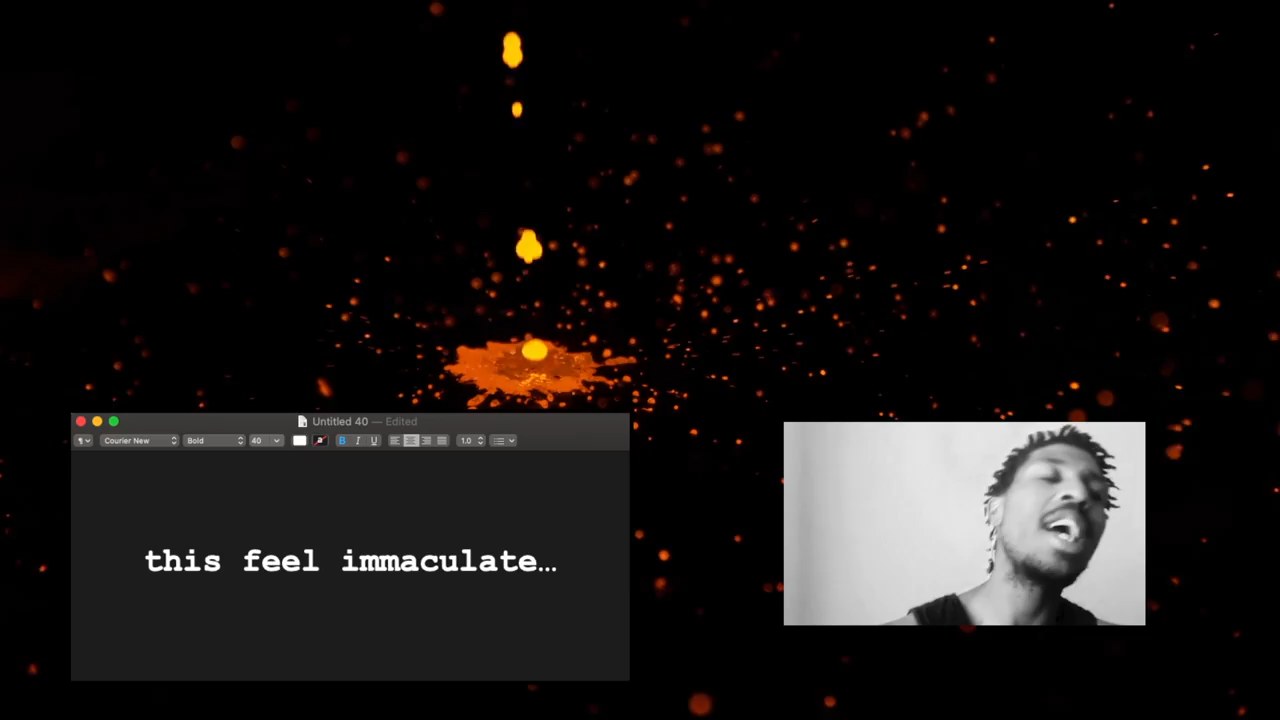 Untitled 40 — Edited
¶ Courier New Bold 40 a B I U 1.0
this feel immaculate…